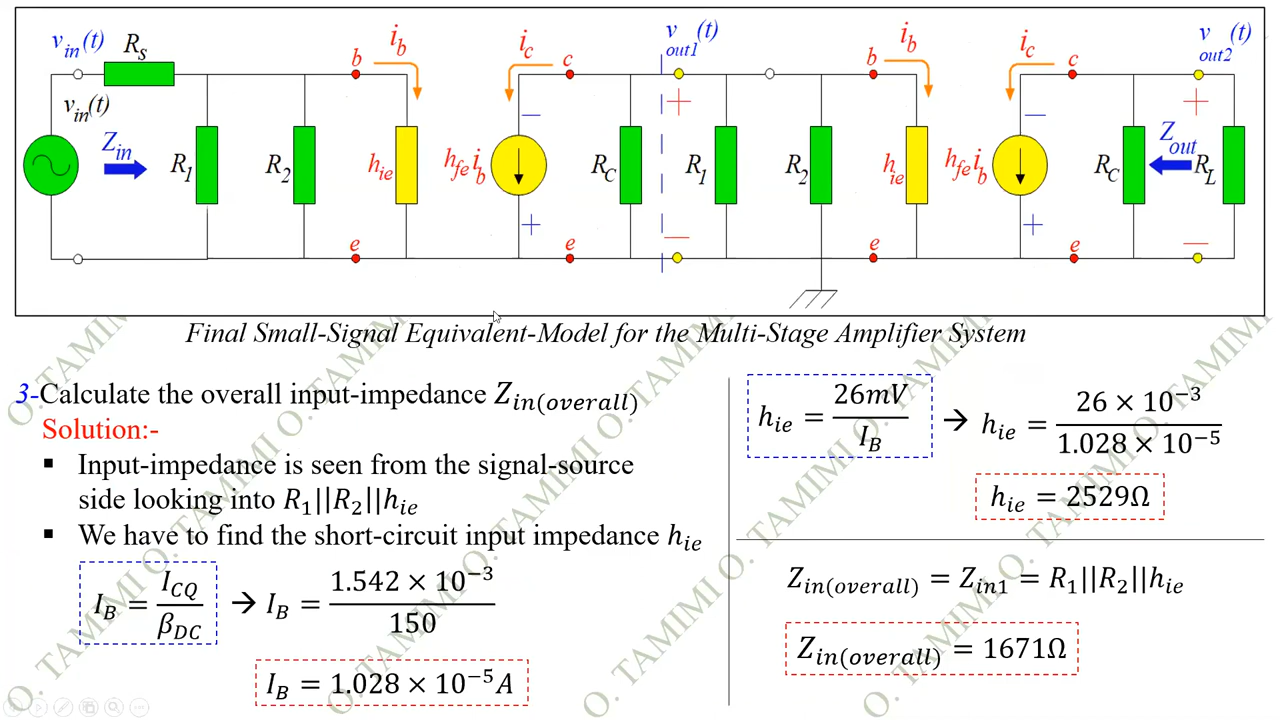 v_in(t) R_s i_b i_c v_out1(t) i_b i_c v_out2(t)
b c b c
v_in(t)
− + − +
Z_in R_1 R_2 h_ie h_fe i_b R_C R_1 R_2 h_ie h_fe i_b R_C Z_out R_L
+ − + −
e e e e
Final Small-Signal Equivalent-Model for the Multi-Stage Amplifier System
3-Calculate the overall input-impedance Z_in(overall)
Solution:-
▪ Input-impedance is seen from the signal-source
side looking into R_1||R_2||h_ie
▪ We have to find the short-circuit input impedance h_ie
I_B = I_CQ / β_DC → I_B = 1.542 × 10^−3 / 150
I_B = 1.028 × 10^−5 A
h_ie = 26mV / I_B → h_ie = 26 × 10^−3 / 1.028 × 10^−5
h_ie = 2529Ω
Z_in(overall) = Z_in1 = R_1||R_2||h_ie
Z_in(overall) = 1671Ω
O. TAMIMI O. TAMIMI O. TAMIMI O. TAMIMI